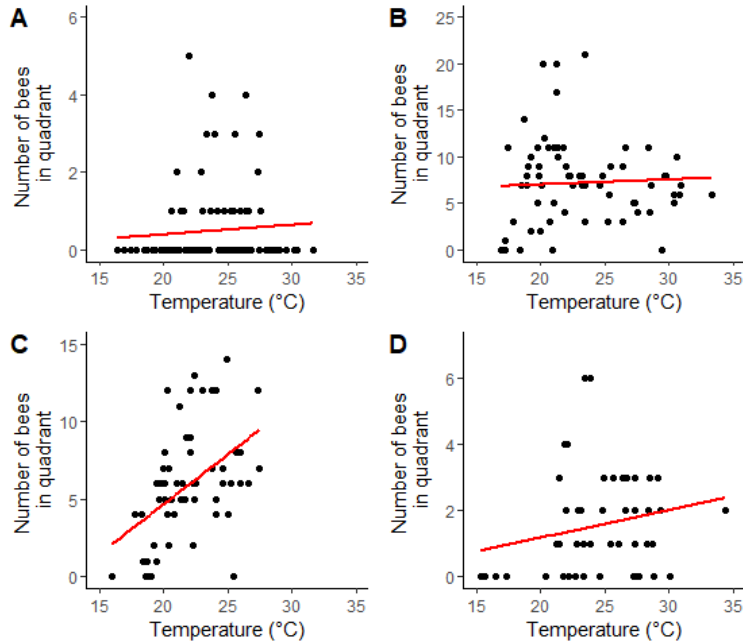 A
B
6
4
2
0
Number of bees
in quadrant
15 20 25 30 35
Temperature (°C)
25
20
15
10
5
0
Number of bees
in quadrant
15 20 25 30 35
Temperature (°C)
C
D
15
10
5
0
Number of bees
in quadrant
15 20 25 30 35
Temperature (°C)
6
4
2
0
Number of bees
in quadrant
15 20 25 30 35
Temperature (°C)